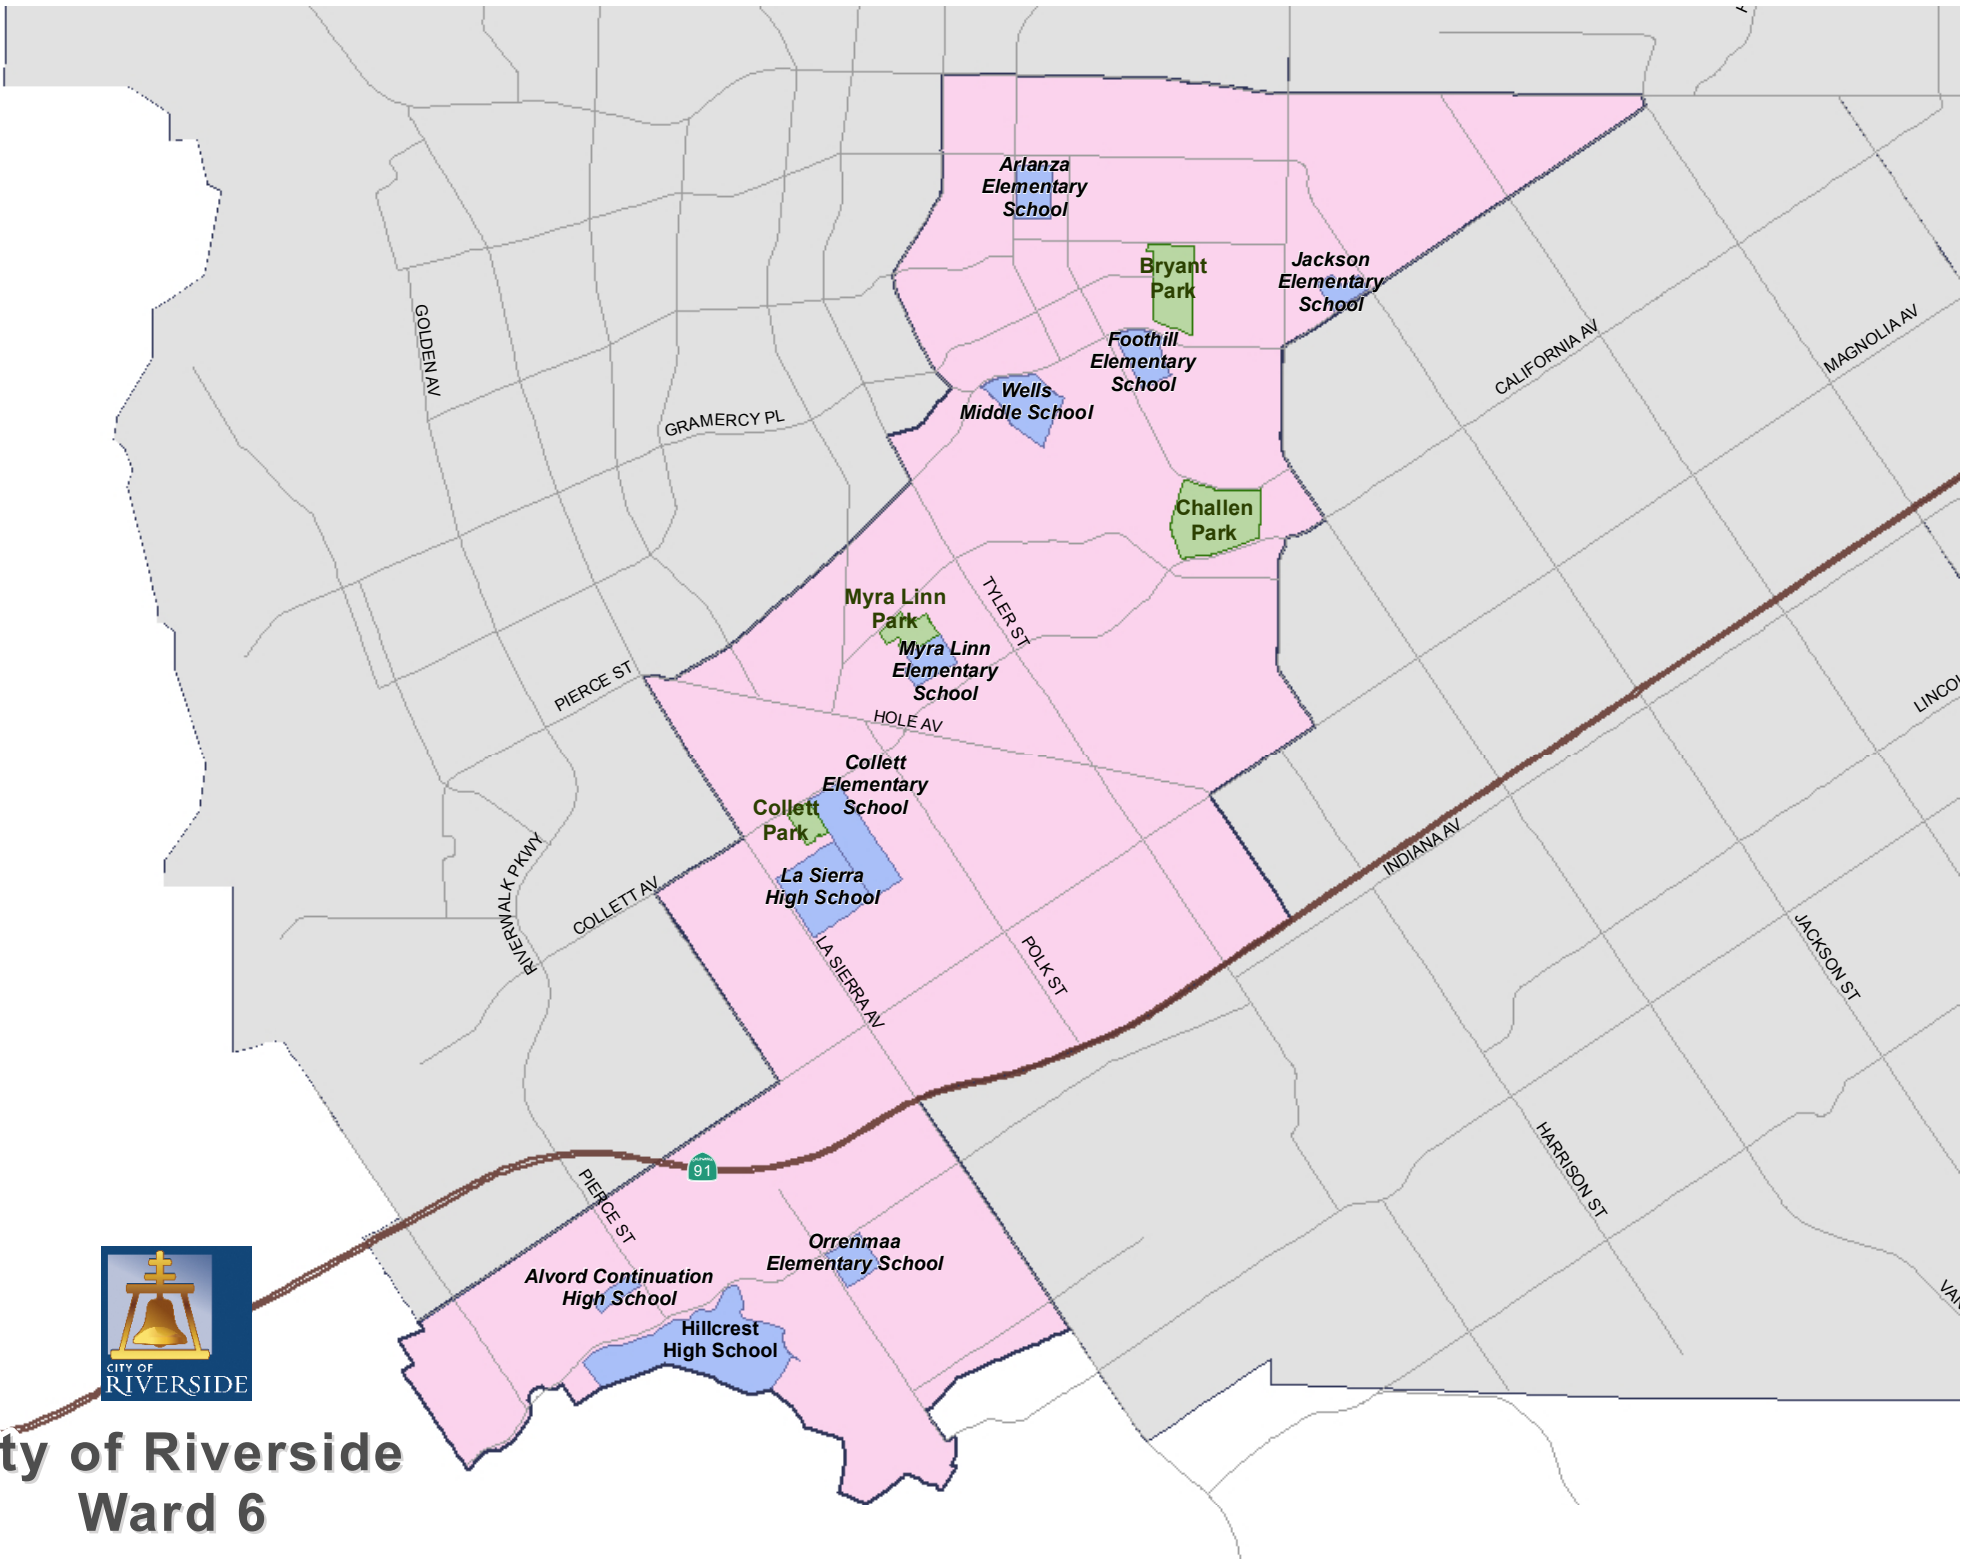 Arlanza
Elementary
School
Bryant
Park
Jackson
Elementary
School
Foothill
Elementary
School
Wells
Middle School
GOLDEN AV
GRAMERCY PL
CALIFORNIA AV
MAGNOLIA AV
Challen
Park
Myra Linn
Park
TYLER ST
Myra Linn
Elementary
School
PIERCE ST
HOLE AV
LINCOL
Collett
Elementary
School
Collett
Park
La Sierra
High School
RIVERWALK PKWY
COLLETT AV
INDIANA AV
LA SIERRA AV
POLK ST
JACKSON ST
HARRISON ST
91
PIERCE ST
Orrenmaa
Elementary School
Alvord Continuation
High School
Hillcrest
High School
VAN
CITY OF
RIVERSIDE
ty of Riverside
Ward 6